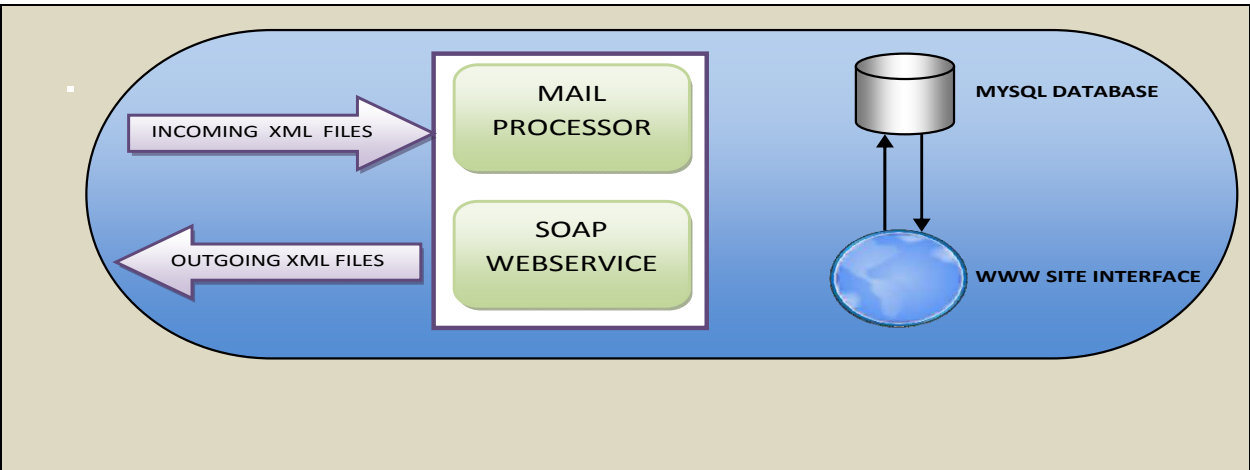 INCOMING XML FILES
MAIL
PROCESSOR
MYSQL DATABASE
OUTGOING XML FILES
SOAP
WEBSERVICE
WWW SITE INTERFACE